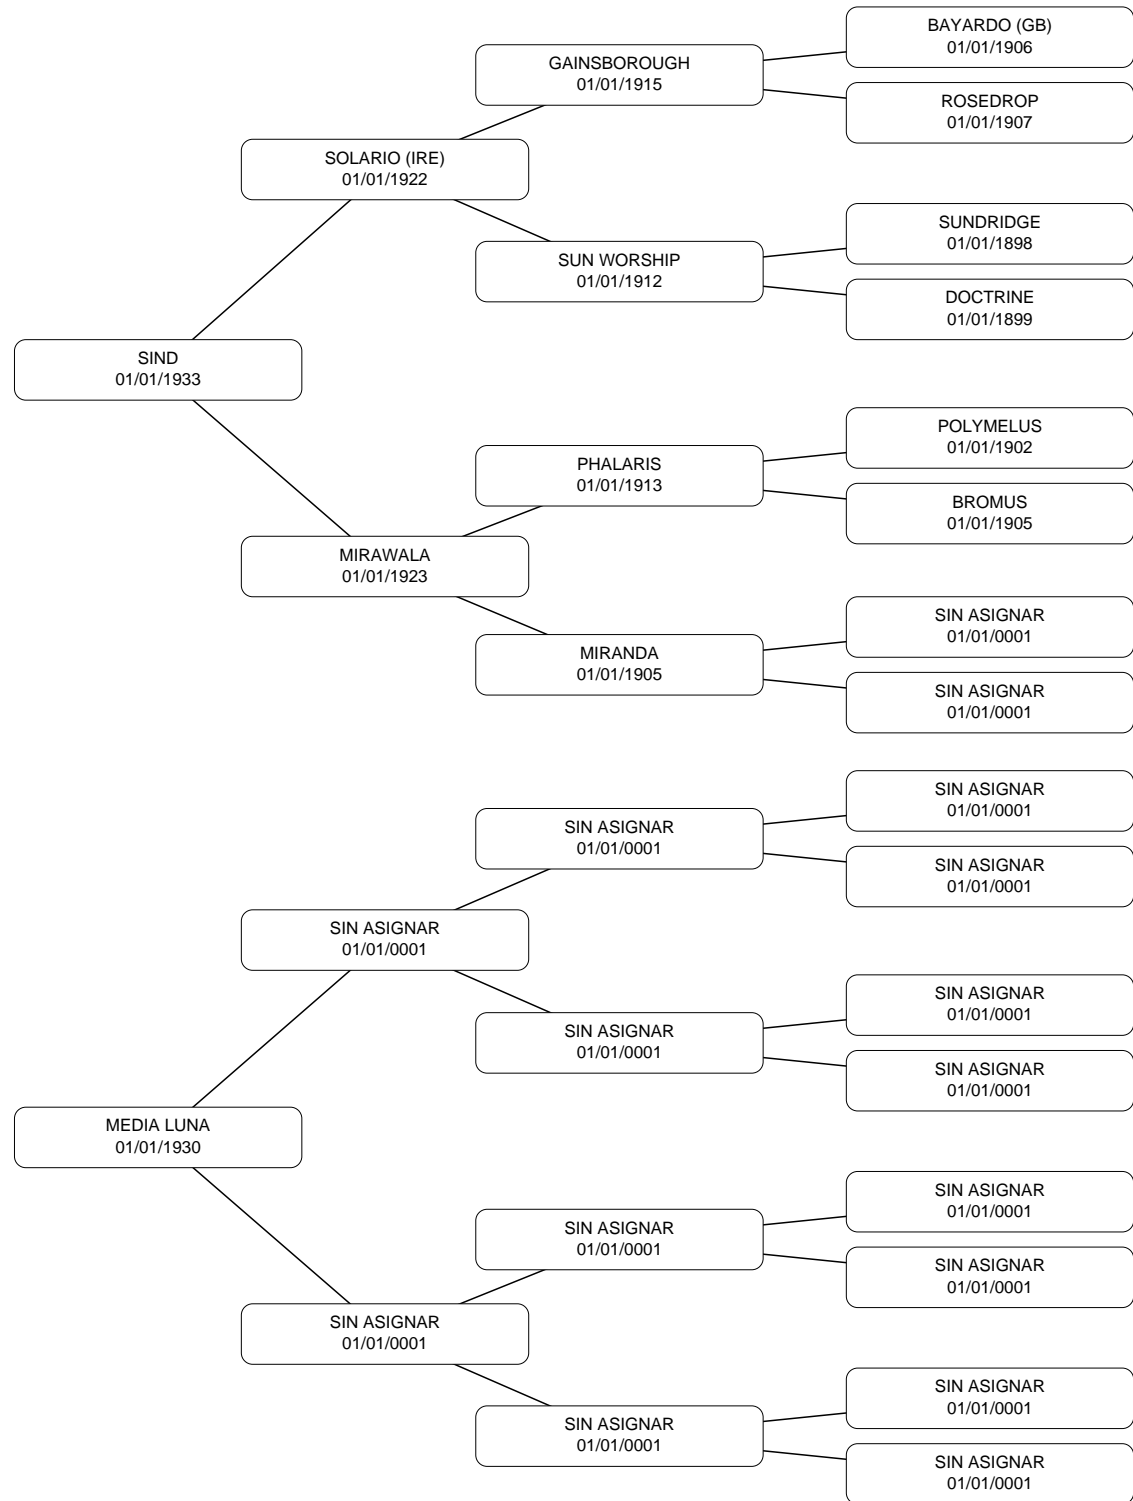 BAYARDO (GB)
01/01/1906
GAINSBOROUGH
01/01/1915
ROSEDROP
01/01/1907
SOLARIO (IRE)
01/01/1922
SUNDRIDGE
01/01/1898
SUN WORSHIP
01/01/1912
DOCTRINE
01/01/1899
SIND
01/01/1933
POLYMELUS
01/01/1902
PHALARIS
01/01/1913
BROMUS
01/01/1905
MIRAWALA
01/01/1923
SIN ASIGNAR
01/01/0001
MIRANDA
01/01/1905
SIN ASIGNAR
01/01/0001
SIN ASIGNAR
01/01/0001
SIN ASIGNAR
01/01/0001
SIN ASIGNAR
01/01/0001
SIN ASIGNAR
01/01/0001
SIN ASIGNAR
01/01/0001
SIN ASIGNAR
01/01/0001
SIN ASIGNAR
01/01/0001
MEDIA LUNA
01/01/1930
SIN ASIGNAR
01/01/0001
SIN ASIGNAR
01/01/0001
SIN ASIGNAR
01/01/0001
SIN ASIGNAR
01/01/0001
SIN ASIGNAR
01/01/0001
SIN ASIGNAR
01/01/0001
SIN ASIGNAR
01/01/0001